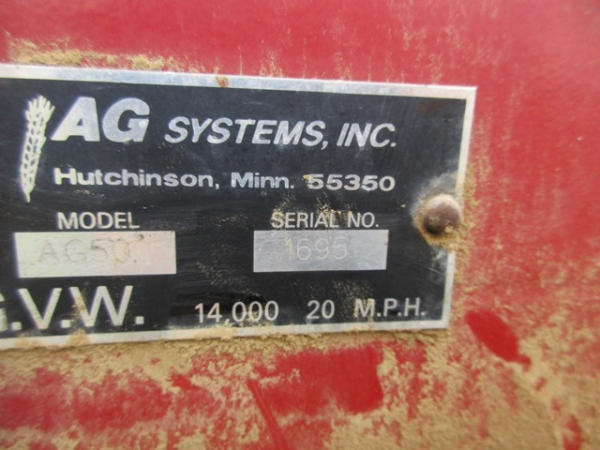 AG SYSTEMS, INC.
Hutchinson, Minn. 55350
MODEL SERIAL NO.
1695
G.V.W. 14,000 20 M.P.H.